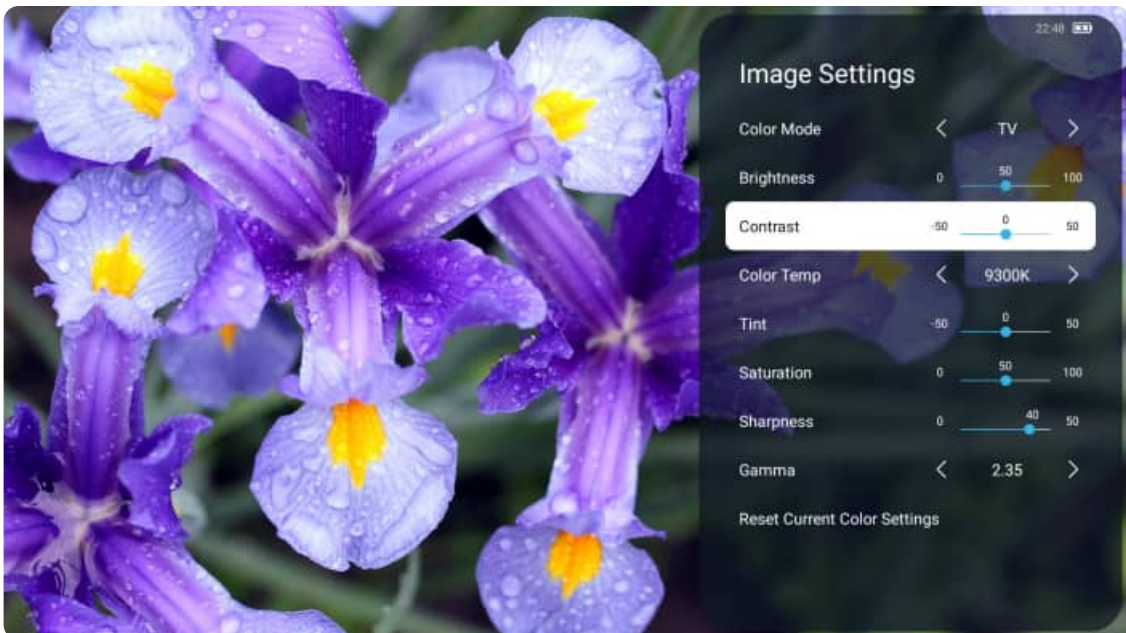 22:48
Image Settings
Color Mode TV
Brightness 0 50 100
Contrast -50 0 50
Color Temp 9300K
Tint -50 0 50
Saturation 0 50 100
Sharpness 0 40 50
Gamma 2.35
Reset Current Color Settings